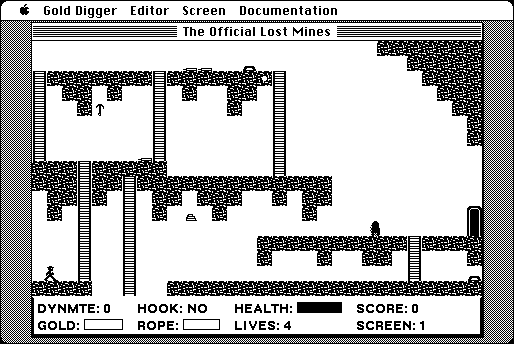 Gold Digger Editor Screen Documentation
The Official Lost Mines
DYNMTE: 0 HOOK: NO HEALTH: SCORE: 0
GOLD: ROPE: LIVES: 4 SCREEN: 1